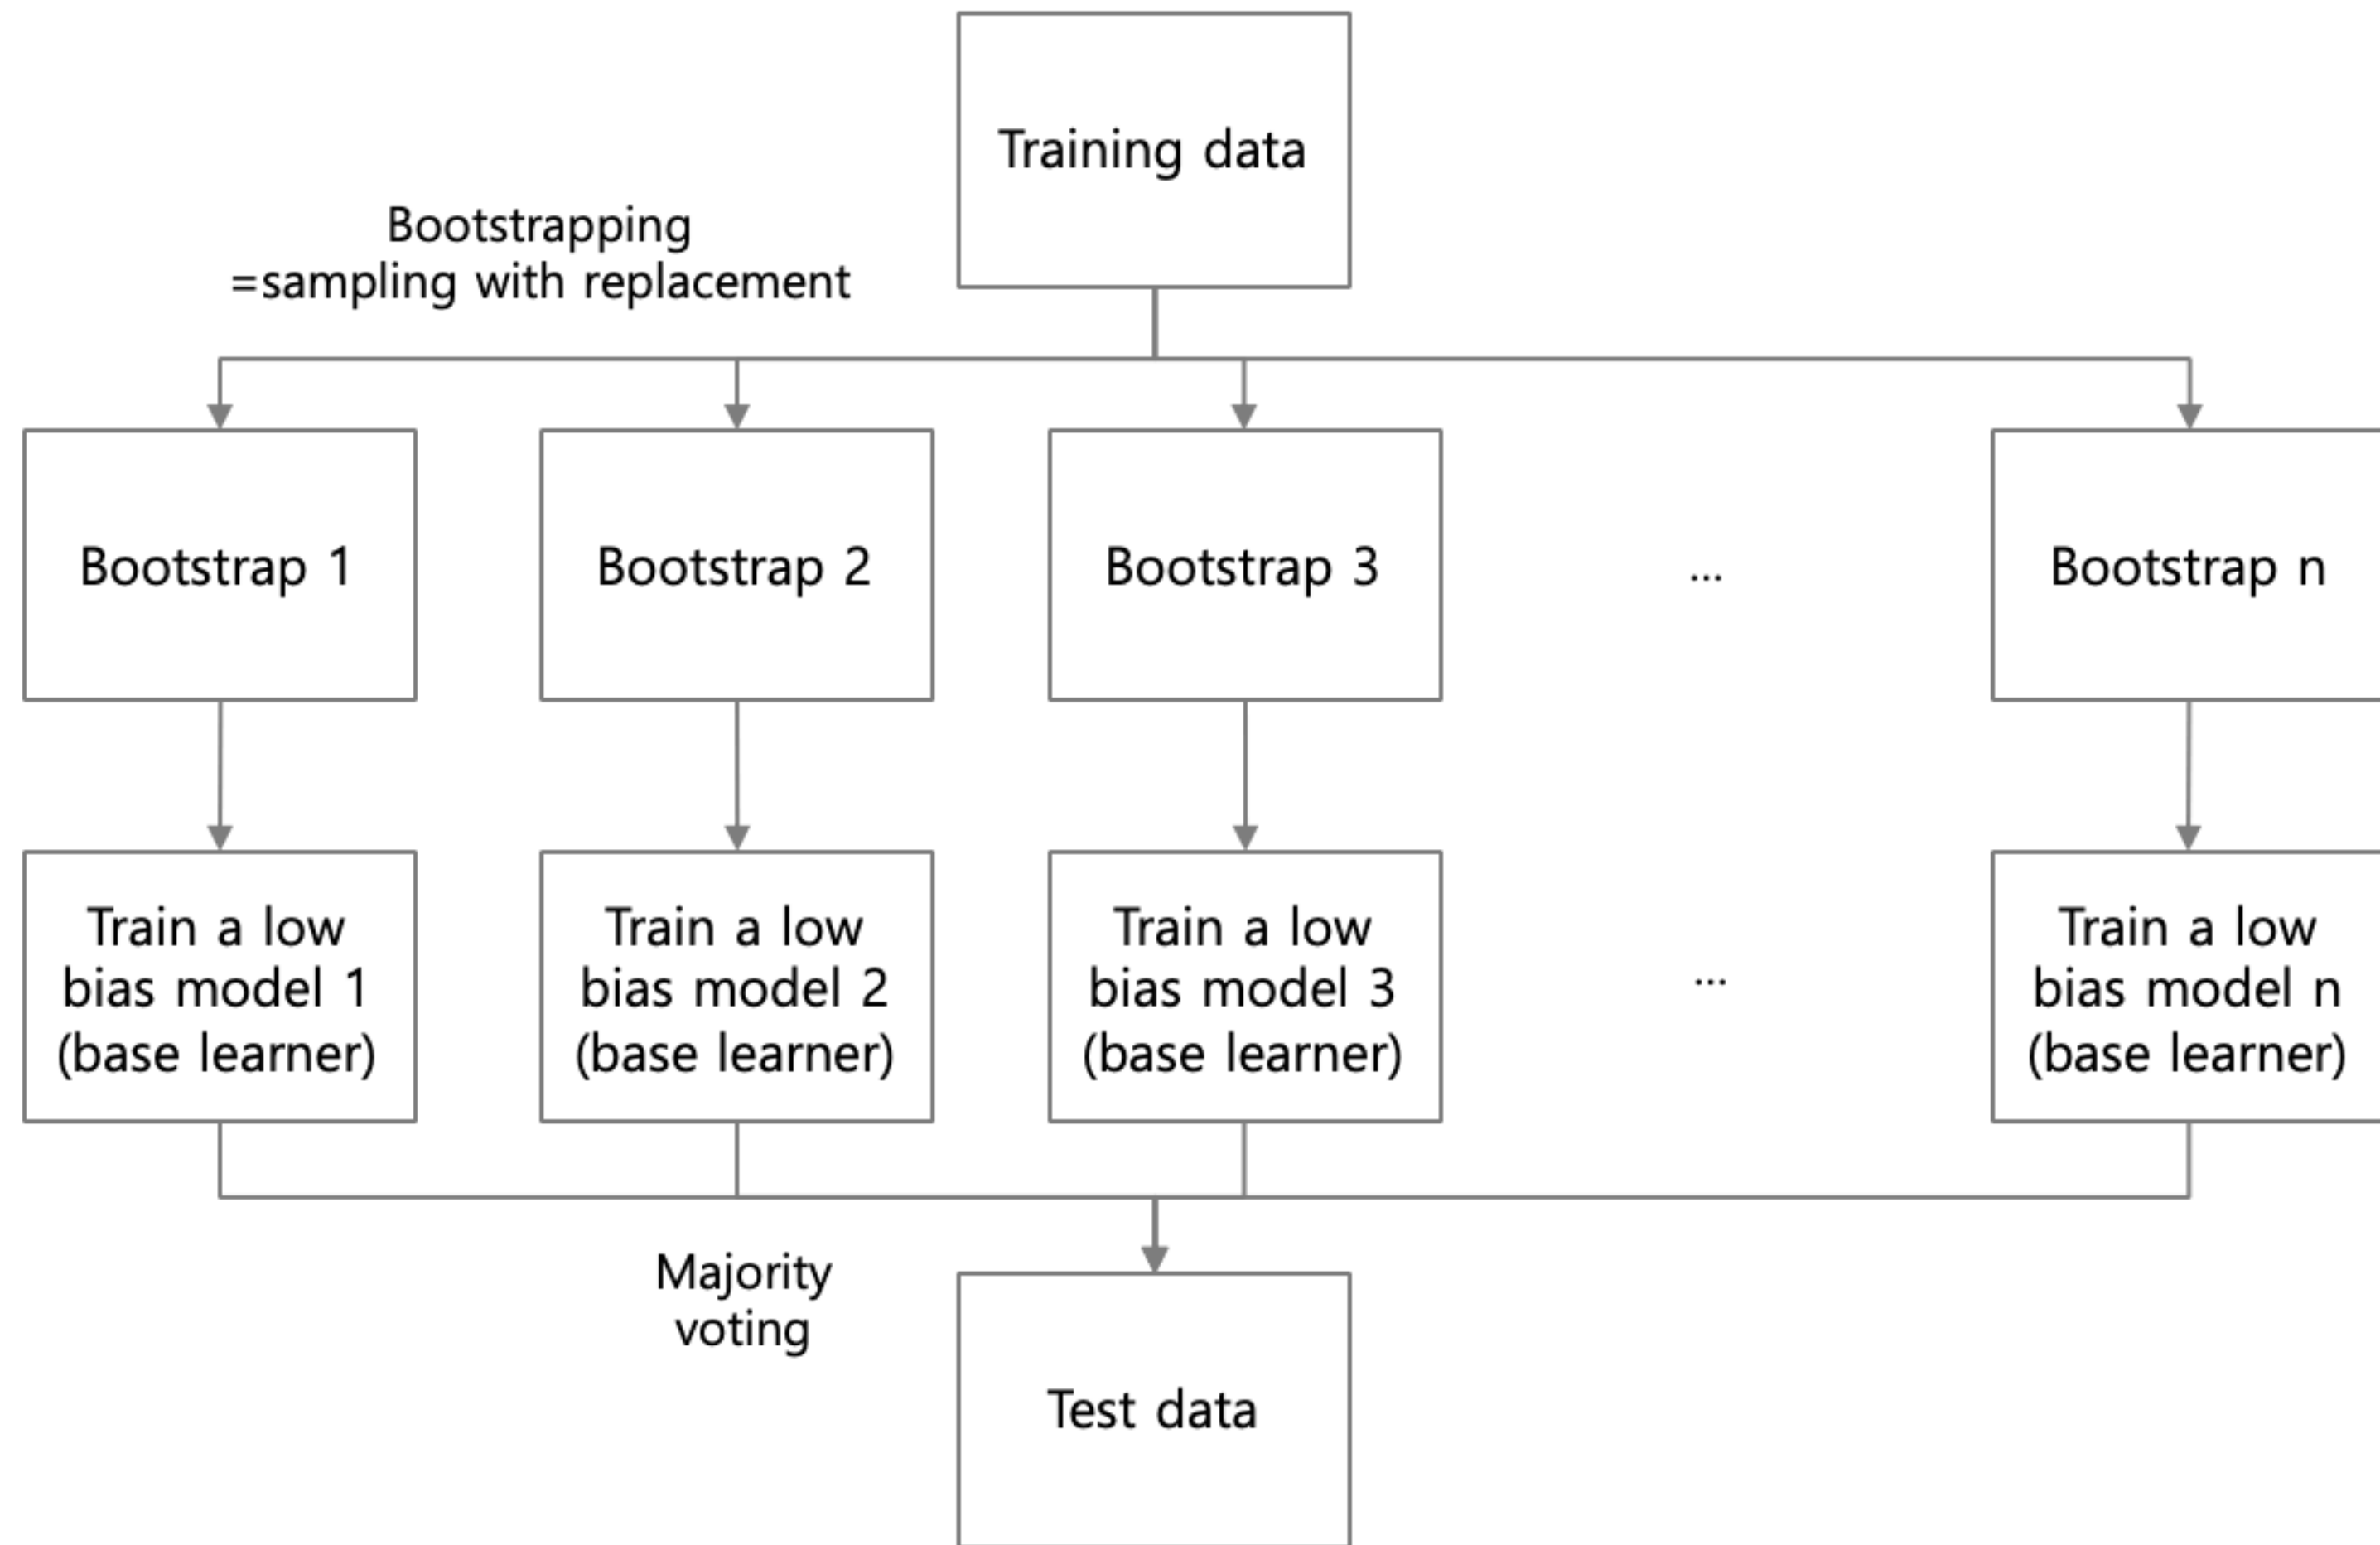 Training data
Bootstrapping
=sampling with replacement
Bootstrap 1
Bootstrap 2
Bootstrap 3
...
Bootstrap n
Train a low
bias model 1
(base learner)
Train a low
bias model 2
(base learner)
Train a low
bias model 3
(base learner)
...
Train a low
bias model n
(base learner)
Majority
voting
Test data